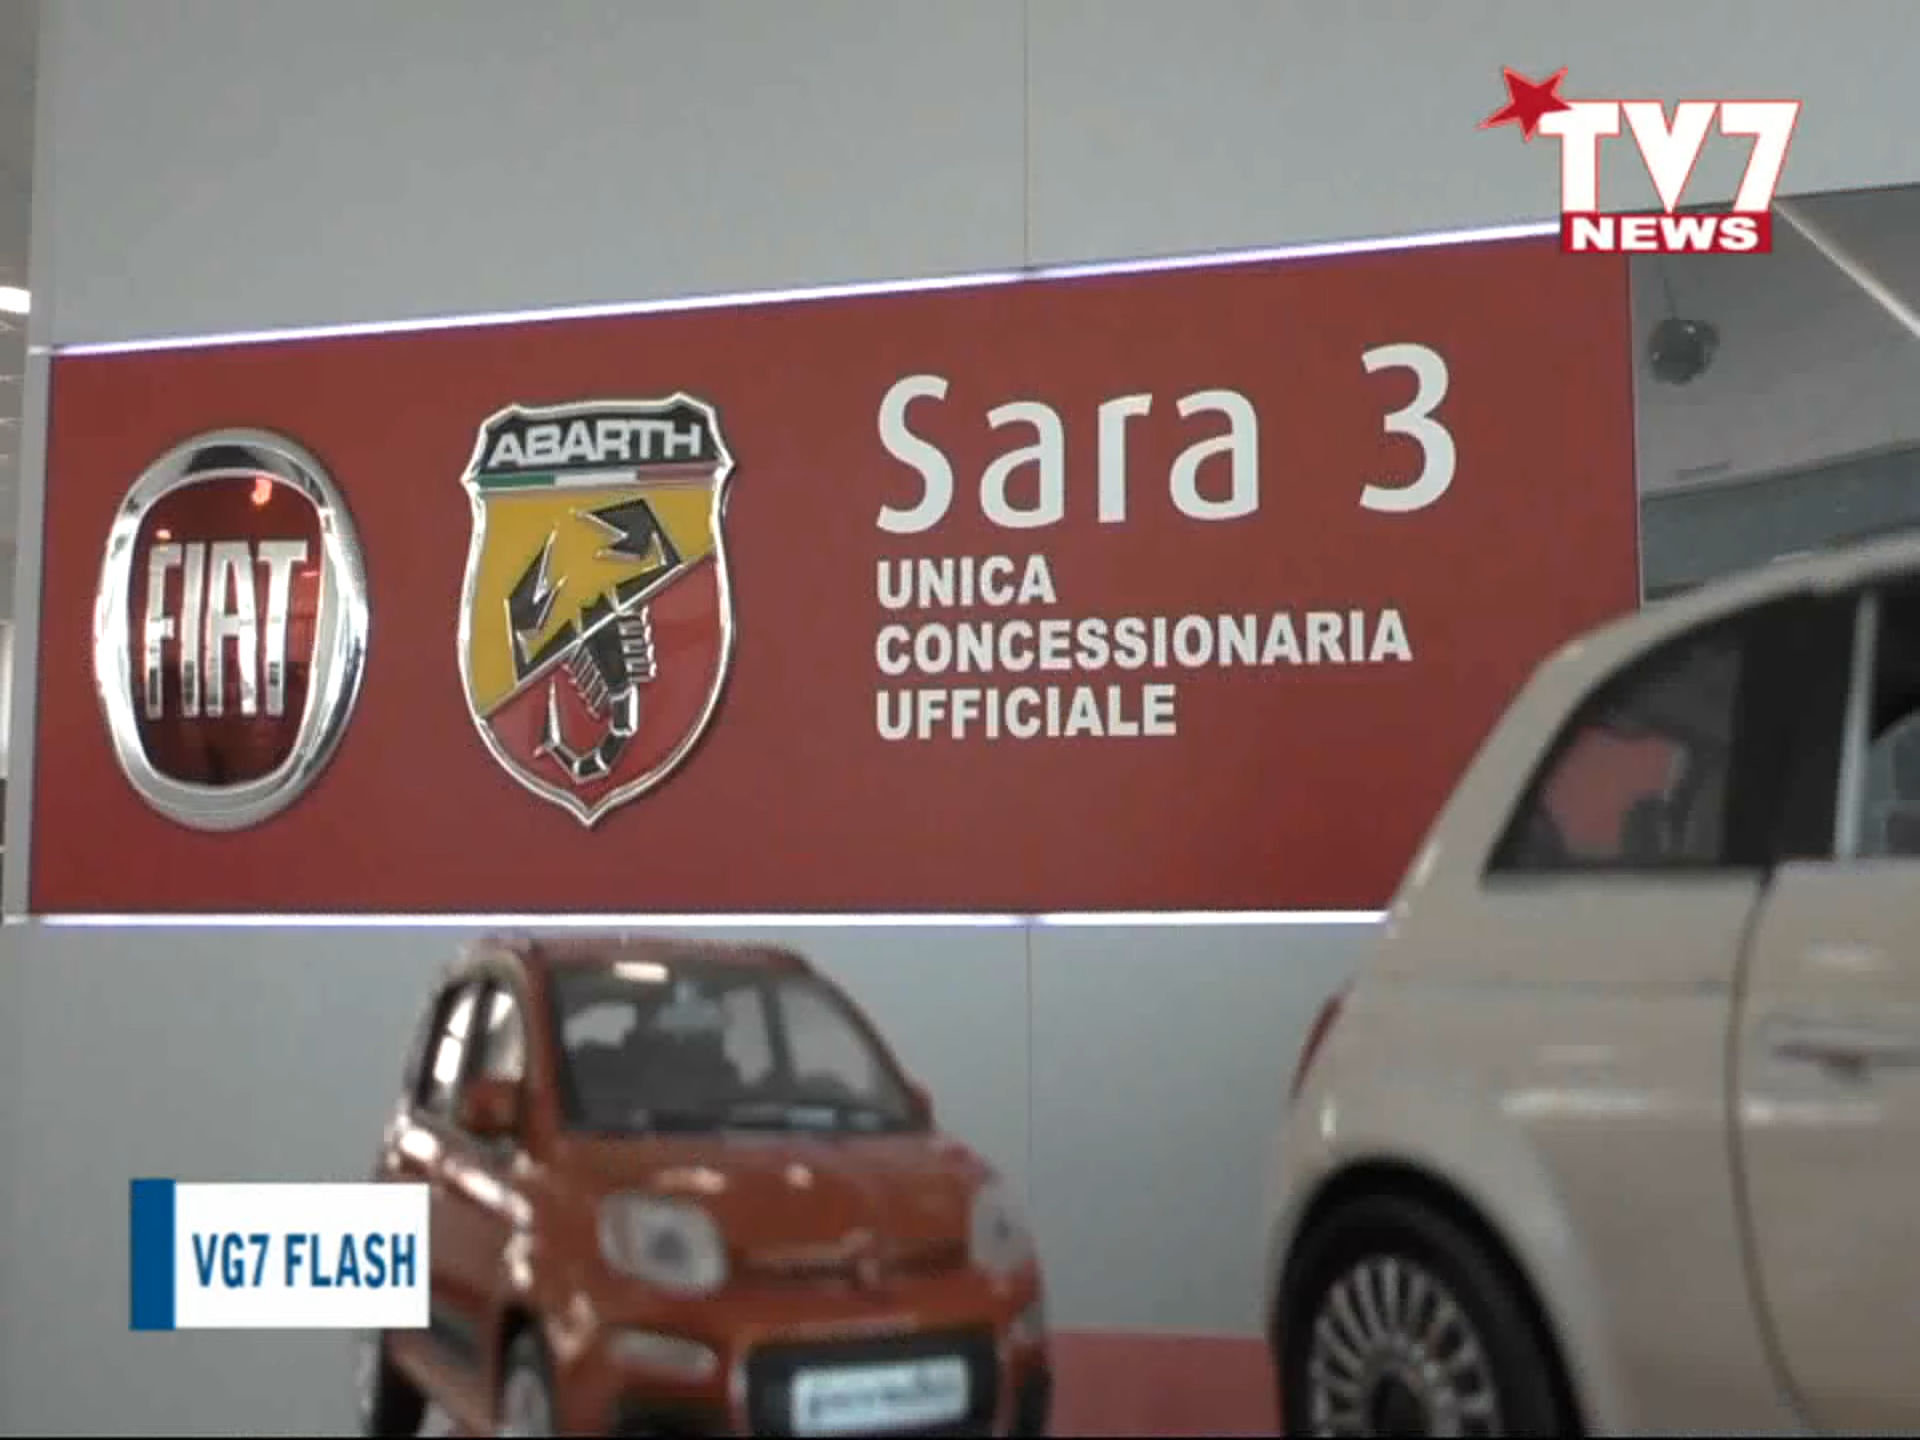 TV7
NEWS
FIAT
ABARTH
Sara 3
UNICA
CONCESSIONARIA
UFFICIALE
VG7 FLASH